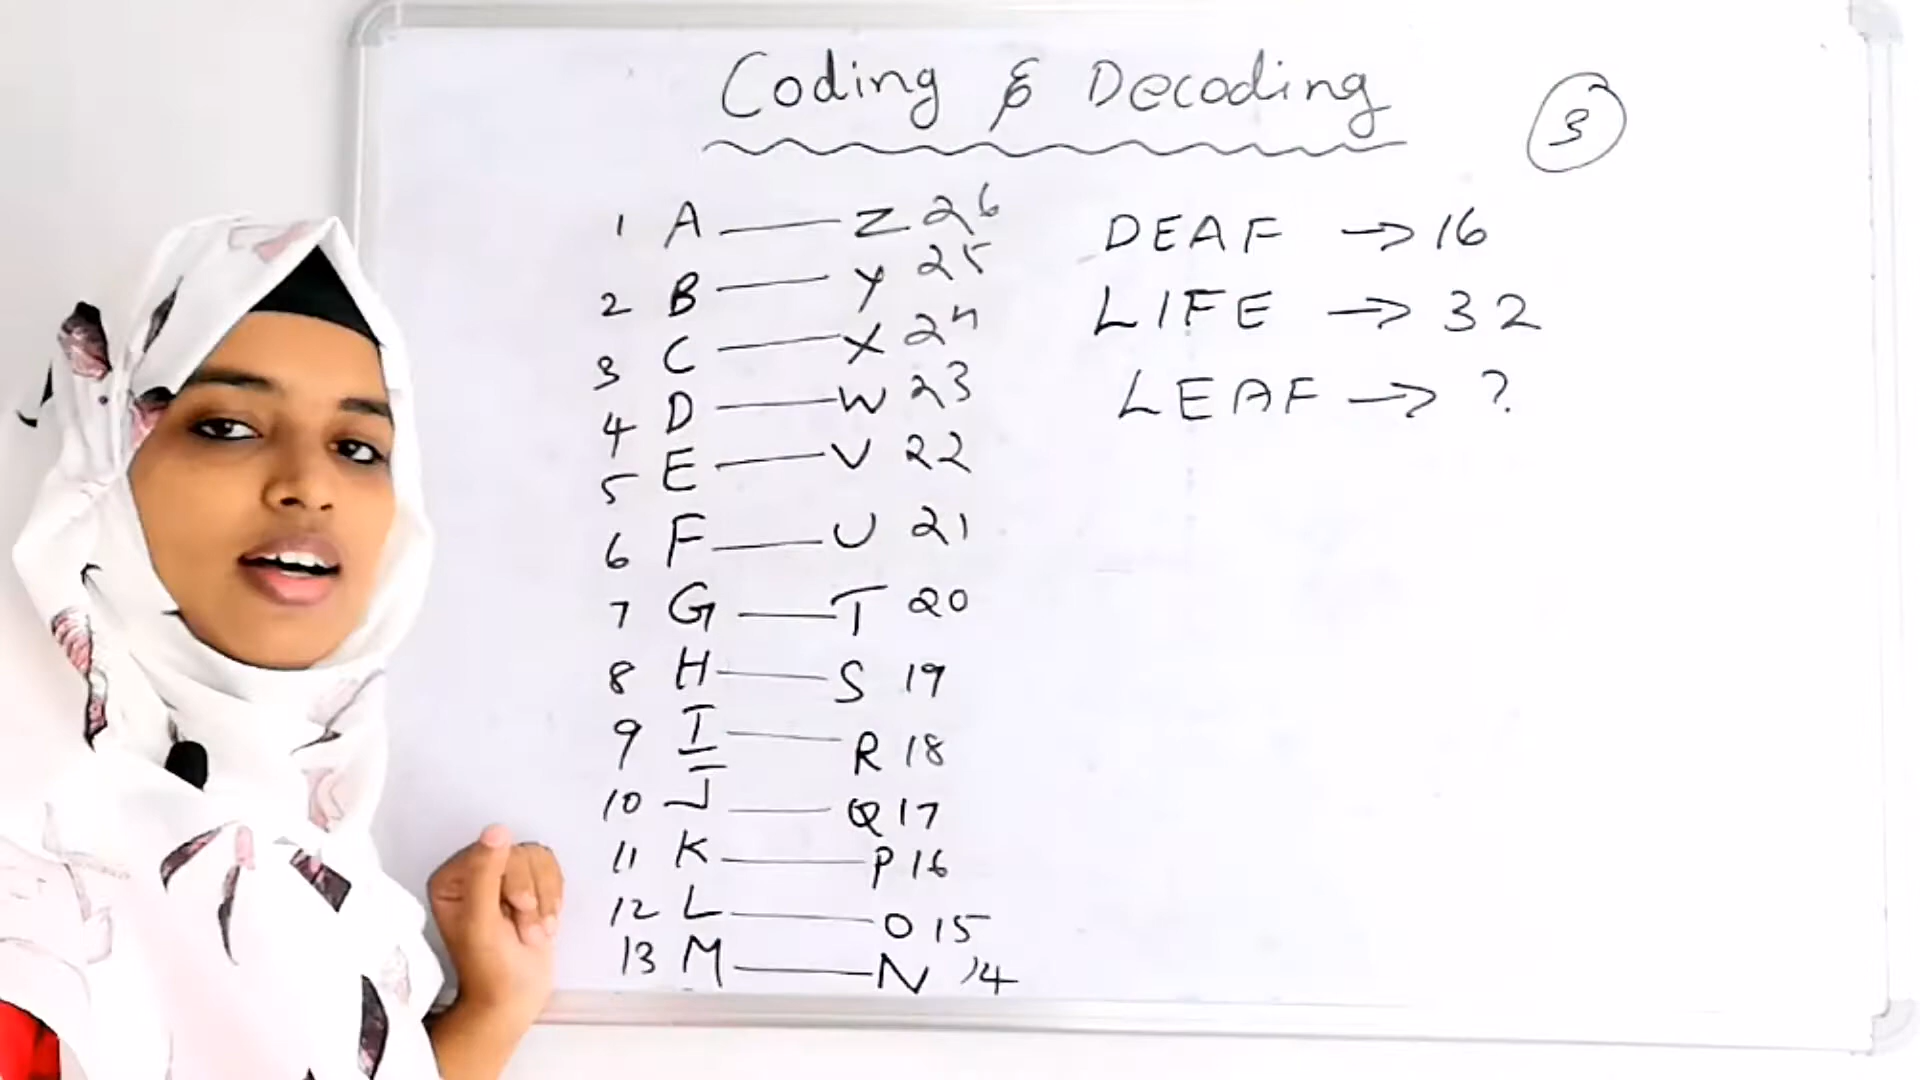 Coding & Decoding
3
1 A — Z 26
2 B — Y 25
3 C — X 24
4 D — W 23
5 E — V 22
6 F — U 21
7 G — T 20
8 H — S 19
9 I — R 18
10 J — Q 17
11 K — P 16
12 L — O 15
13 M — N 14
DEAF → 16
LIFE → 32
LEAF → ?